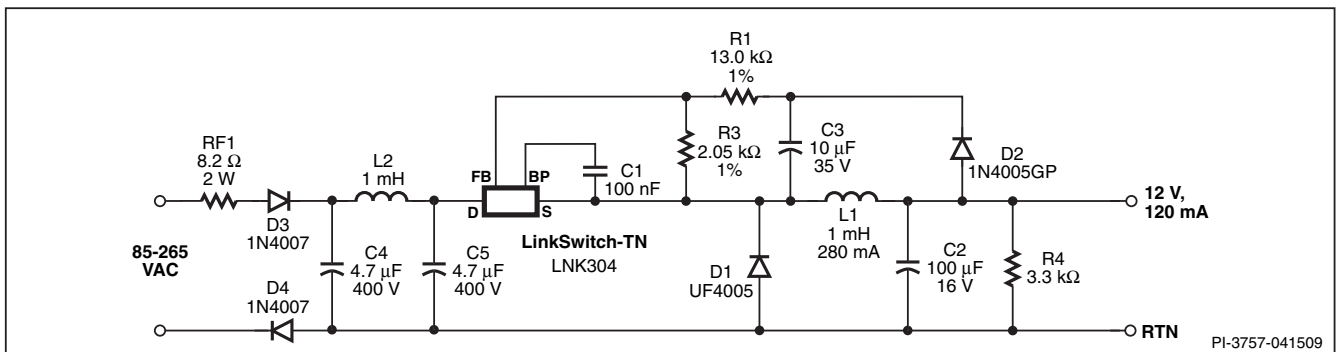 R1
13.0 kΩ
1%
RF1
8.2 Ω
2 W
L2
1 mH
FB
BP
D
S
C1
100 nF
R3
2.05 kΩ
1%
C3
10 µF
35 V
D2
1N4005GP
D3
1N4007
85-265
VAC
C4
4.7 µF
400 V
C5
4.7 µF
400 V
LinkSwitch-TN
LNK304
D1
UF4005
L1
1 mH
280 mA
C2
100 µF
16 V
R4
3.3 kΩ
12 V,
120 mA
D4
1N4007
RTN
PI-3757-041509